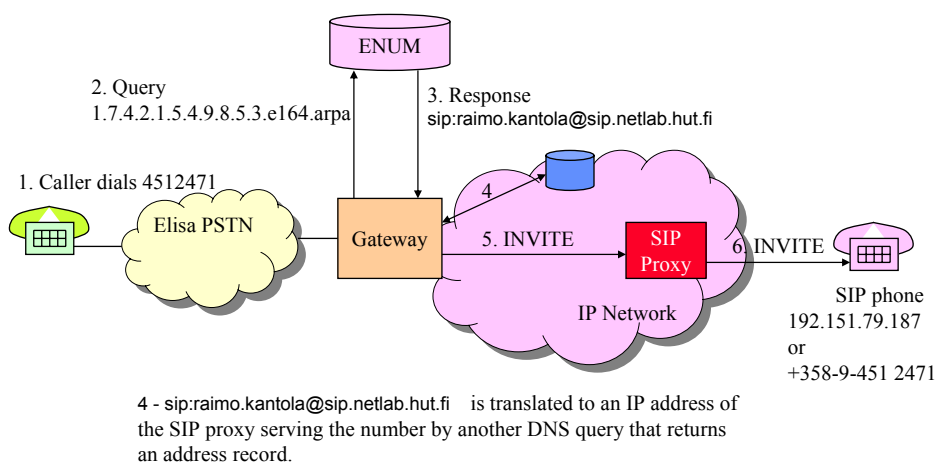 ENUM
2. Query
1.7.4.2.1.5.4.9.8.5.3.e164.arpa
3. Response
sip:raimo.kantola@sip.netlab.hut.fi
1. Caller dials 4512471
Elisa PSTN
Gateway
4
5. INVITE
SIP
Proxy
6. INVITE
IP Network
SIP phone
192.151.79.187
or
+358-9-451 2471
4 - sip:raimo.kantola@sip.netlab.hut.fi is translated to an IP address of
the SIP proxy serving the number by another DNS query that returns
an address record.